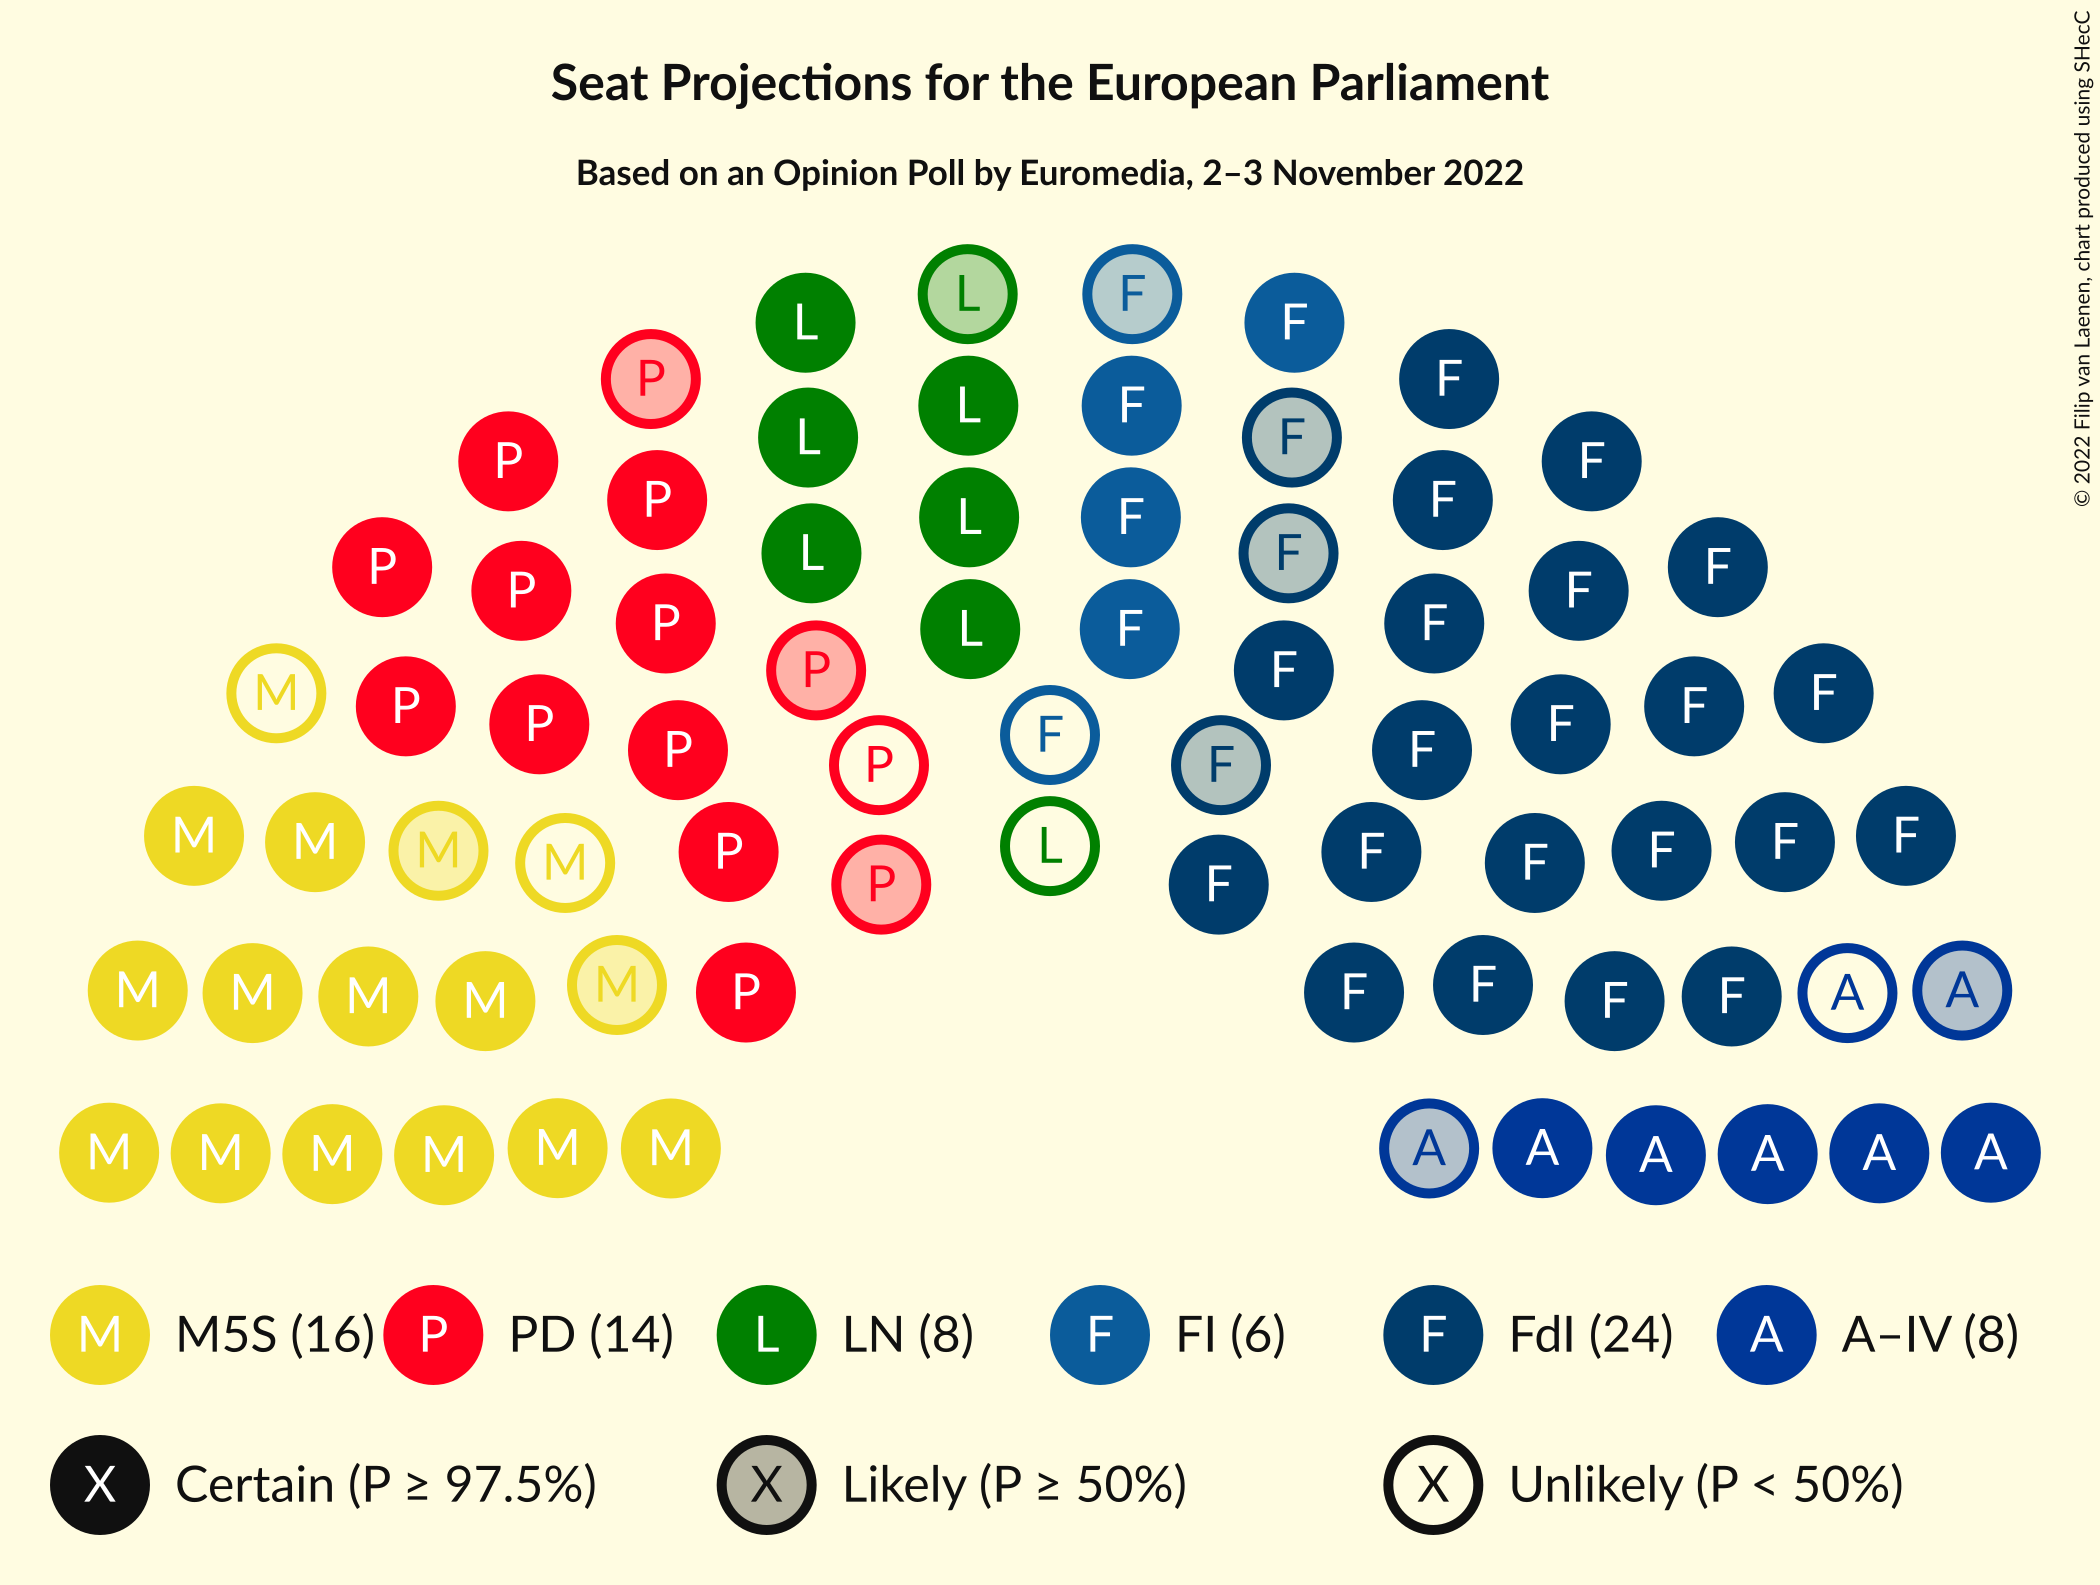 Seat Projections for the European Parliament
Based on an Opinion Poll by Euromedia, 2–3 November 2022
© 2022 Filip van Laenen, chart produced using SHecC
L F
L F
P F
L F
L F
P F
P F
L F
L F
P F
P F
P F
L F
P F
M F
P F
P F
P F
P F
F
M F
M F
M F
M F
P F
P F
L
M A
M A
M F
M F
M F
P F
M A
M A
M A
M A
M A
M A
M M5S (16)
P PD (14)
L LN (8)
F FI (6)
F FdI (24)
A A–IV (8)
X Certain (P ≥ 97.5%)
X Likely (P ≥ 50%)
X Unlikely (P < 50%)